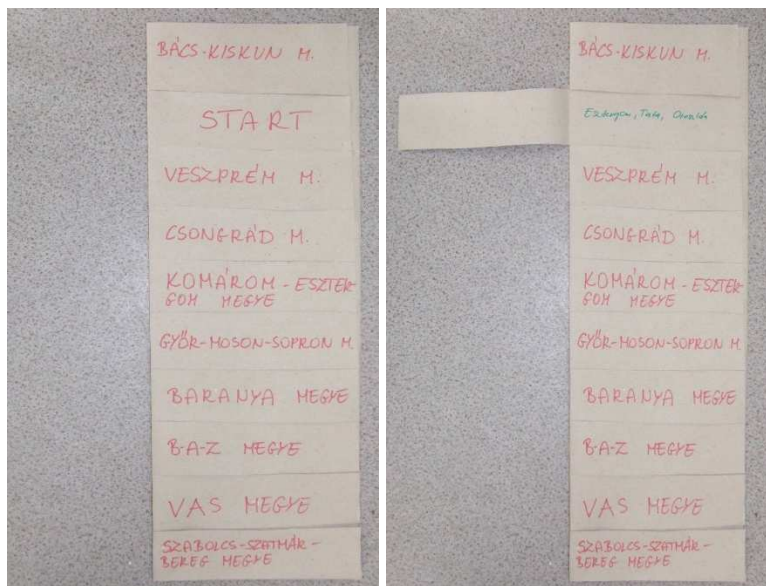 BÁCS-KISKUN M.
START
VESZPRÉM M.
CSONGRÁD M.
KOMÁROM - ESZTER-
GOM MEGYE
GYŐR-MOSON-SOPRON M.
BARANYA MEGYE
B-A-Z MEGYE
VAS MEGYE
SZABOLCS-SZATMÁR-
BEREG MEGYE
BÁCS-KISKUN M.
Esztergom, Tata, Oroszlány
VESZPRÉM M.
CSONGRÁD M.
KOMÁROM - ESZTER-
GOM MEGYE
GYŐR-MOSON-SOPRON M.
BARANYA MEGYE
B-A-Z MEGYE
VAS MEGYE
SZABOLCS-SZATMÁR-
BEREG MEGYE